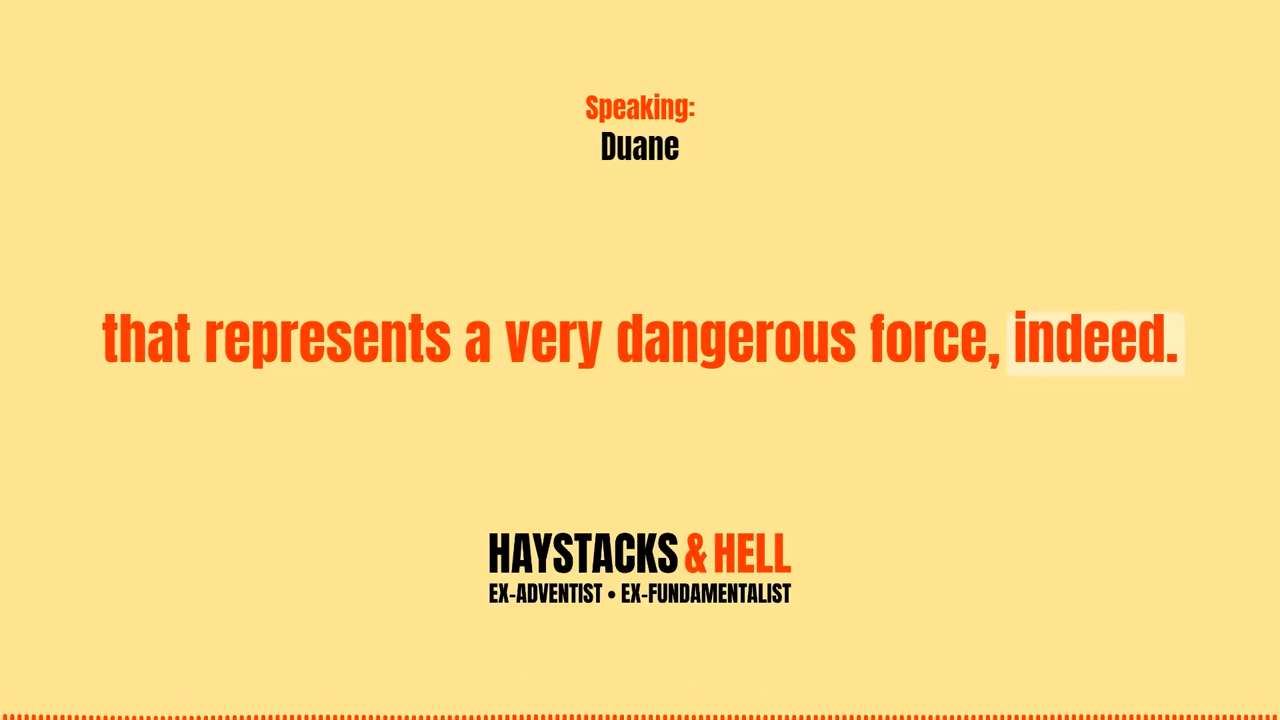 Speaking:
Duane
that represents a very dangerous force, indeed.
HAYSTACKS & HELL
EX-ADVENTIST • EX-FUNDAMENTALIST